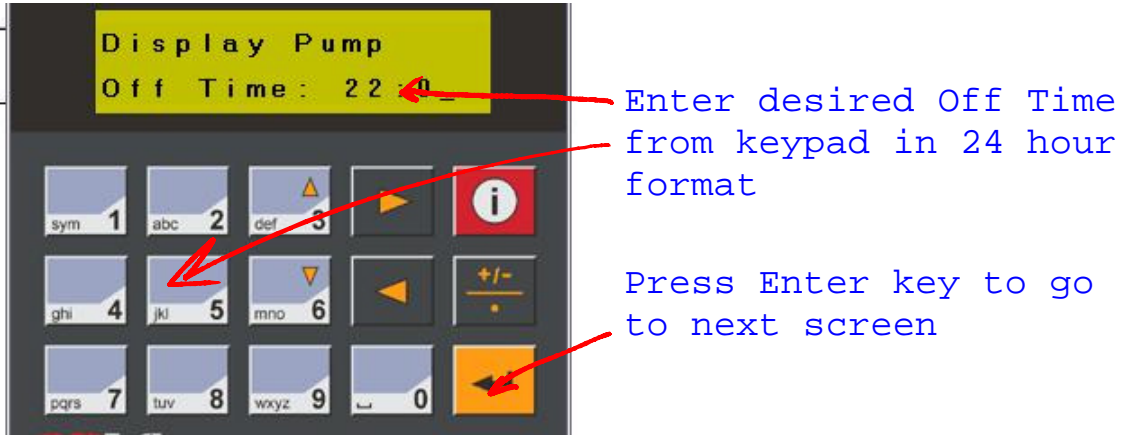 Display Pump
Off Time: 22:0_
Enter desired Off Time
from keypad in 24 hour
format
sym 1 abc 2 def 3 i
ghi 4 jkl 5 mno 6 +/-
Press Enter key to go
to next screen
pqrs 7 tuv 8 wxyz 9 ⎵ 0